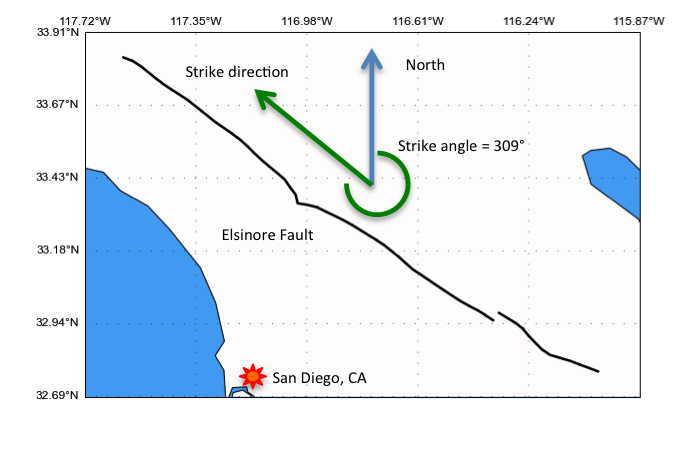 117.72°W 117.35°W 116.98°W 116.61°W 116.24°W 115.87°W
33.91°N
Strike direction North
33.67°N
Strike angle = 309°
33.43°N
Elsinore Fault
33.18°N
32.94°N
San Diego, CA
32.69°N